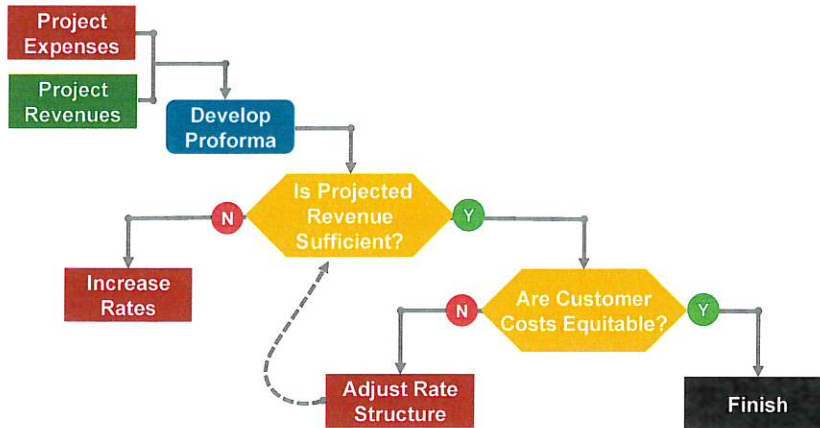 Project
Expenses
Project
Revenues
Develop
Proforma
Is Projected
Revenue
Sufficient?
N
Y
Increase
Rates
Are Customer
Costs Equitable?
N
Y
Adjust Rate
Structure
Finish